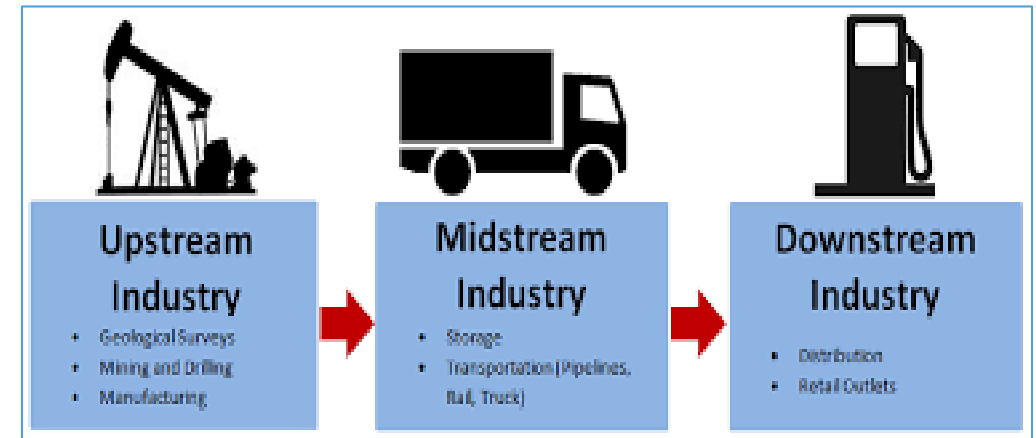 Upstream
Industry
• Geological Surveys
• Mining and Drilling
• Manufacturing
Midstream
Industry
• Storage
• Transportation (Pipelines,
Rail, Truck)
Downstream
Industry
• Distribution
• Retail Outlets